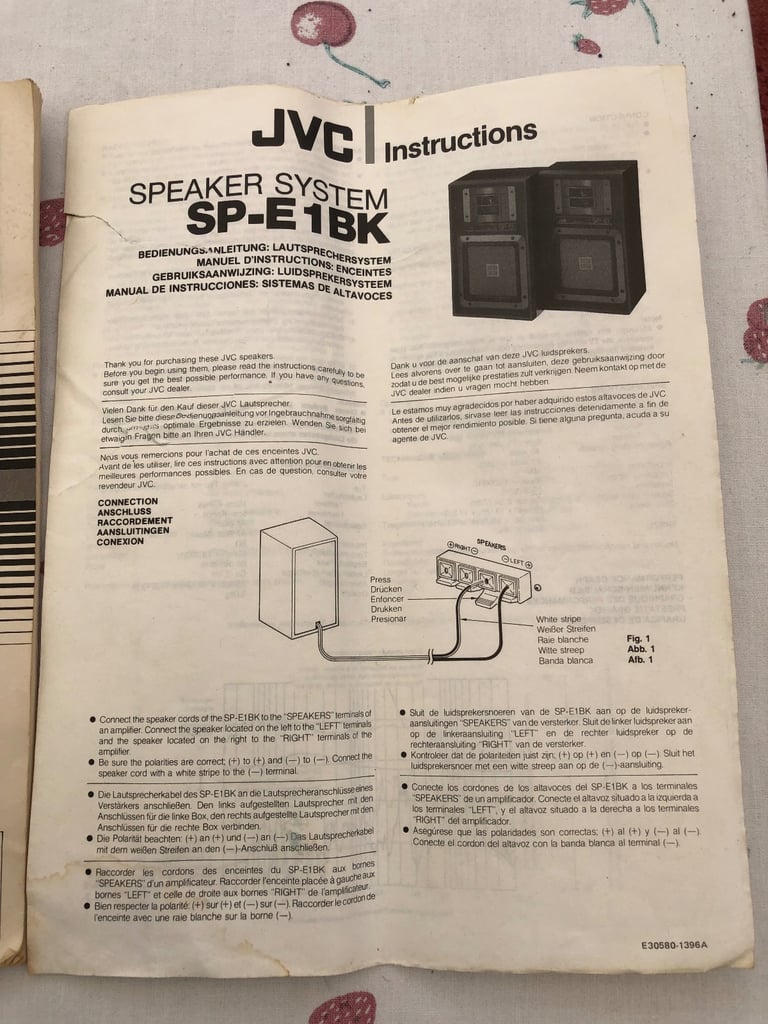 JVC Instructions
SPEAKER SYSTEM
SP-E1BK
BEDIENUNGSANLEITUNG: LAUTSPRECHERSYSTEM
MANUEL D'INSTRUCTIONS: ENCEINTES
GEBRUIKSAANWIJZING: LUIDSPREKERSYSTEEM
MANUAL DE INSTRUCCIONES: SISTEMAS DE ALTAVOCES
Thank you for purchasing these JVC speakers.
Before you begin using them, please read the instructions carefully to be
sure you get the best possible performance. If you have any questions,
consult your JVC dealer.
Vielen Dank für den Kauf dieser JVC Lautsprecher.
Lesen Sie bitte diese Bedienungsanleitung vor Ingebrauchnahme sorgfältig
durch, optimale Ergebnisse zu erzielen. Wenden Sie sich bei
etwaigin Fragen bitte an Ihren JVC Händler.
Nous vous remercions pour l'achat de ces enceintes JVC.
Avant de les utiliser, lire ces instructions avec attention pour en obtenir les
meilleures performances possibles. En cas de question, consulter votre
revendeur JVC.
Dank u voor de aanschaf van deze JVC luidsprekers.
Lees alvorens over te gaan tot aansluiten, deze gebruiksaanwijzing door
zodat u de best mogelijke prestaties zult verkrijgen. Neem kontakt op met de
JVC dealer indien u vragen mocht hebben.
Le estamos muy agradecidos por haber adquirido estos altavoces de JVC.
Antes de utilizarlos, sírvase leer las instrucciones detenidamente a fin de
obtener el mejor rendimiento posible. Si tiene alguna pregunta, acuda a su
agente de JVC.
CONNECTION
ANSCHLUSS
RACCORDEMENT
AANSLUITINGEN
CONEXION
SPEAKERS
⊕RIGHT⊖
⊖LEFT⊕
Press
Drücken
Enfoncer
Drukken
Presionar
White stripe
Weißer Streifen
Raie blanche
Witte streep
Banda blanca
Fig. 1
Abb. 1
Afb. 1
● Connect the speaker cords of the SP-E1BK to the "SPEAKERS" terminals of
an amplifier. Connect the speaker located on the left to the "LEFT" terminals
and the speaker located on the right to the "RIGHT" terminals of the
amplifier.
● Be sure the polarities are correct; (+) to (+) and (—) to (—). Connect the
speaker cord with a white stripe to the (—) terminal.
● Die Lautsprecherkabel des SP-E1BK an die Lautsprecheranschlüsse eines
Verstärkers anschließen. Den links aufgestellten Lautsprecher mit den
Anschlüssen für die linke Box, den rechts aufgestellte Lautsprecher mit den
Anschlüssen für die rechte Box verbinden.
● Die Polarität beachten: (+) an (+) und (—) an (—) Das Lautsprecherkabel
mit dem weißen Streifen an den (—)-Anschluß anschließen.
● Raccorder les cordons des enceintes du SP-E1BK aux bornes
"SPEAKERS" d'un amplificateur. Raccorder l'enceinte placée à gauche aux
bornes "LEFT" et celle de droite aux bornes "RIGHT" de l'amplificateur.
● Bien respecter la polarité: (+) sur (+) et (—) sur (—). Raccorder le cordon de
l'enceinte avec une raie blanche sur la borne (—).
● Sluit de luidsprekersnoeren van de SP-E1BK aan op de luidspreker-
aansluitingen "SPEAKERS" van de versterker. Sluit de linker luidspreker aan
op de linkeraansluiting "LEFT" en de rechter luidspreker op de
rechteraansluiting "RIGHT" van de versterker.
● Kontroleer dat de polariteiten juist zijn; (+) op (+) en (—) op (—). Sluit het
luidsprekersnoer met een witte streep aan op de (—)-aansluiting.
● Conecte los cordones de los altavoces del SP-E1BK a los terminales
"SPEAKERS" de un amplificador. Conecte el altavoz situado a la izquierda a
los terminales "LEFT", y el altavoz situado a la derecha a los terminales
"RIGHT" del amplificador.
● Asegúrese que las polaridades son correctas; (+) al (+) y (—) al (—).
Conecte el cordon del altavoz con la banda blanca al terminal (—).
E30580-1396A